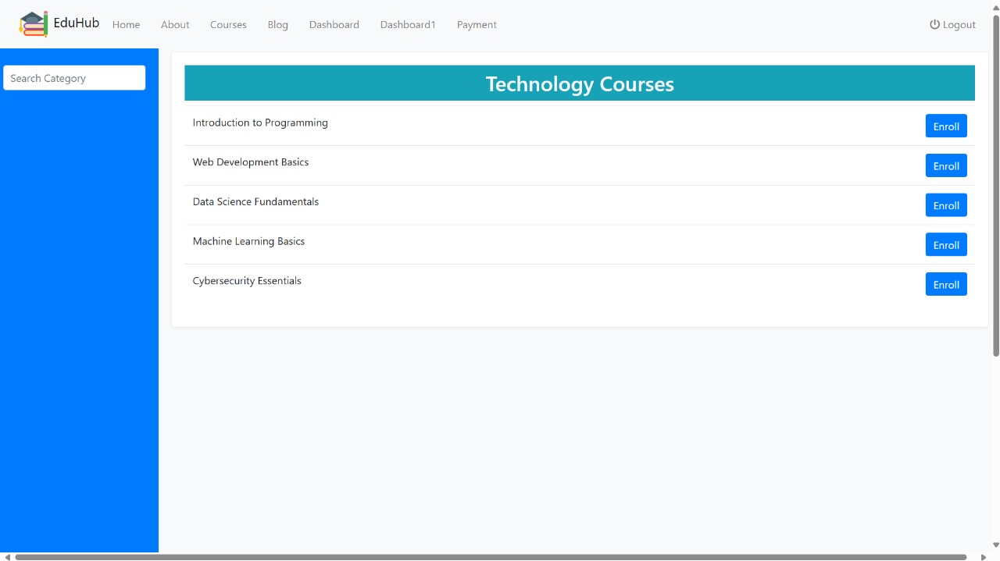 EduHub Home About Courses Blog Dashboard Dashboard1 Payment Logout
Search Category
Technology Courses
Introduction to Programming Enroll
Web Development Basics Enroll
Data Science Fundamentals Enroll
Machine Learning Basics Enroll
Cybersecurity Essentials Enroll